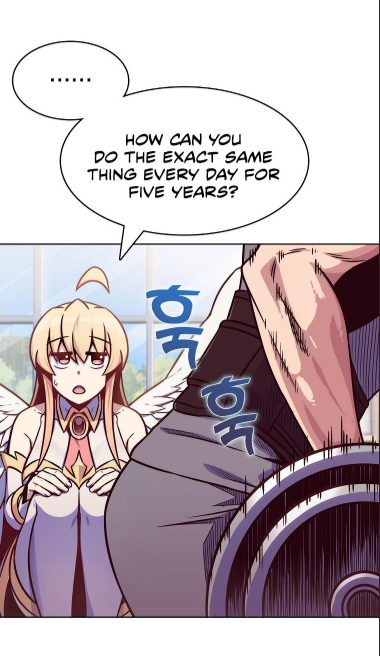 ......
HOW CAN YOU
DO THE EXACT SAME
THING EVERY DAY FOR
FIVE YEARS?
훅
훅